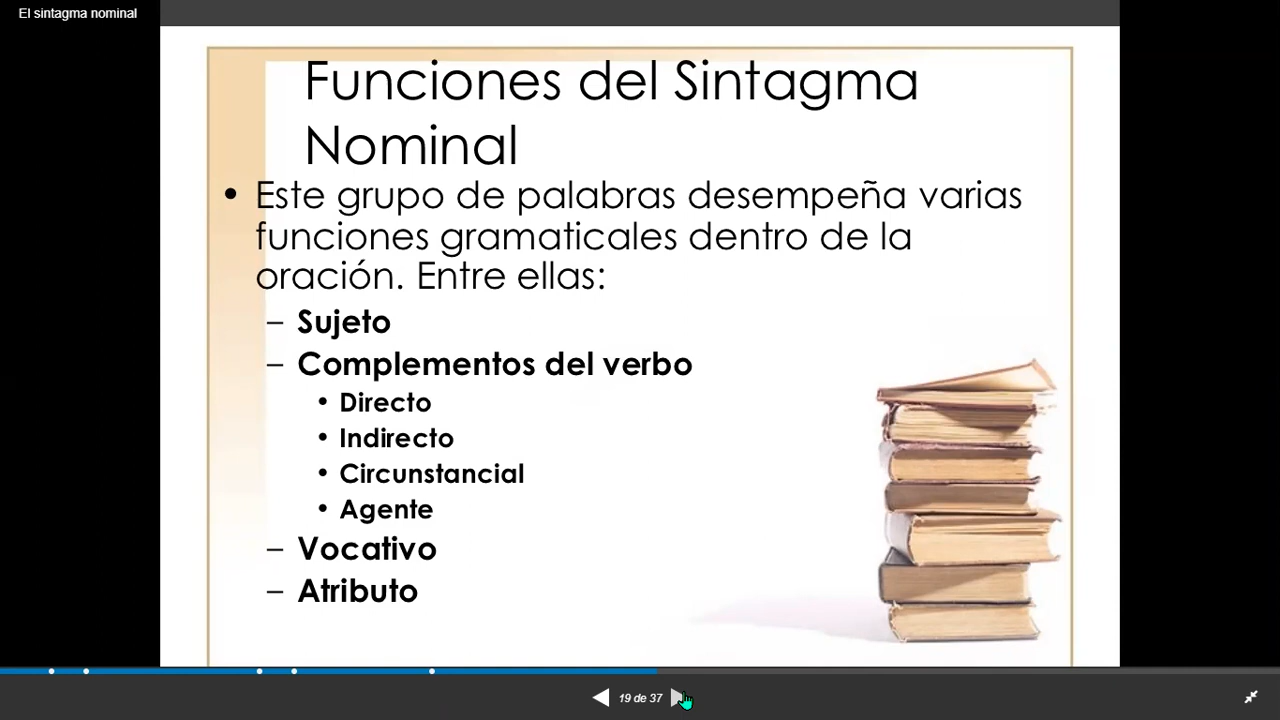 El sintagma nominal
Funciones del Sintagma
Nominal
• Este grupo de palabras desempeña varias
funciones gramaticales dentro de la
oración. Entre ellas:
– Sujeto
– Complementos del verbo
• Directo
• Indirecto
• Circunstancial
• Agente
– Vocativo
– Atributo
19 de 37